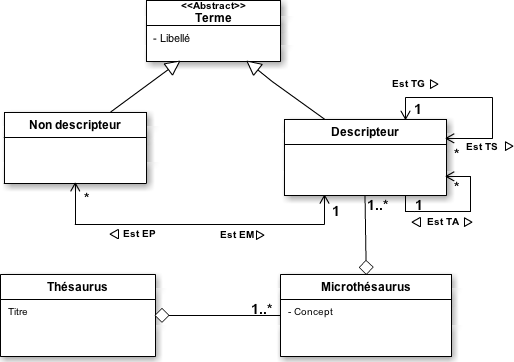 <<Abstract>>
Terme
- Libellé
Est TG ▷
1
Non descripteur
Descripteur
* Est TS ▷
* *
1 1..* 1
◁ Est TA ▷
◁ Est EP Est EM ▷
Thésaurus Microthésaurus
1..*
Titre - Concept